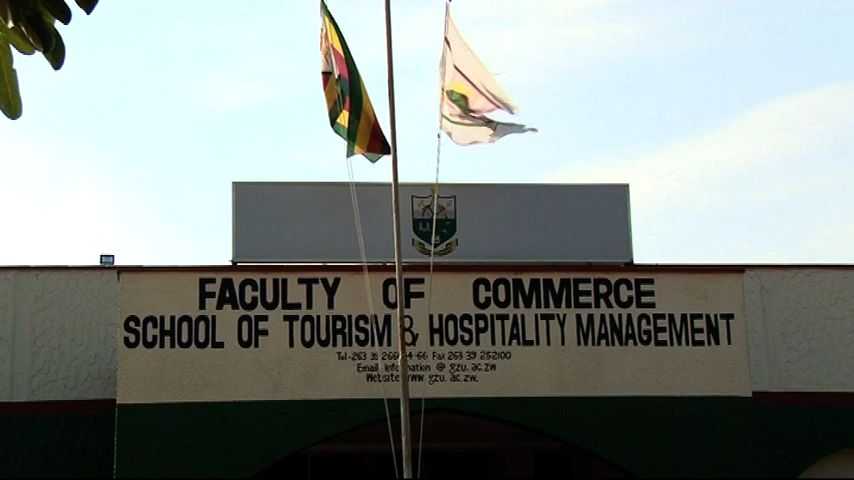 FACULTY OF COMMERCE
SCHOOL OF TOURISM & HOSPITALITY MANAGEMENT
Fax 263 39 252100
Email Information @ gzu.ac.zw
Website www.gzu.ac.zw.